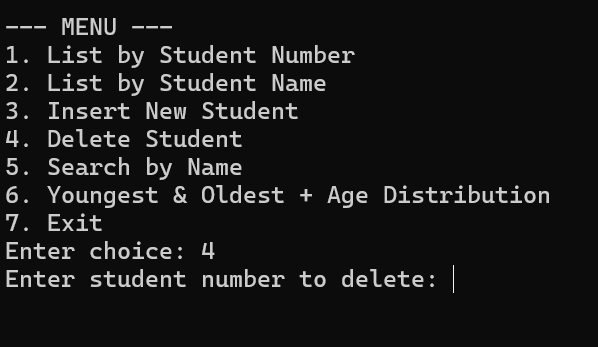 --- MENU ---
1. List by Student Number
2. List by Student Name
3. Insert New Student
4. Delete Student
5. Search by Name
6. Youngest & Oldest + Age Distribution
7. Exit
Enter choice: 4
Enter student number to delete: